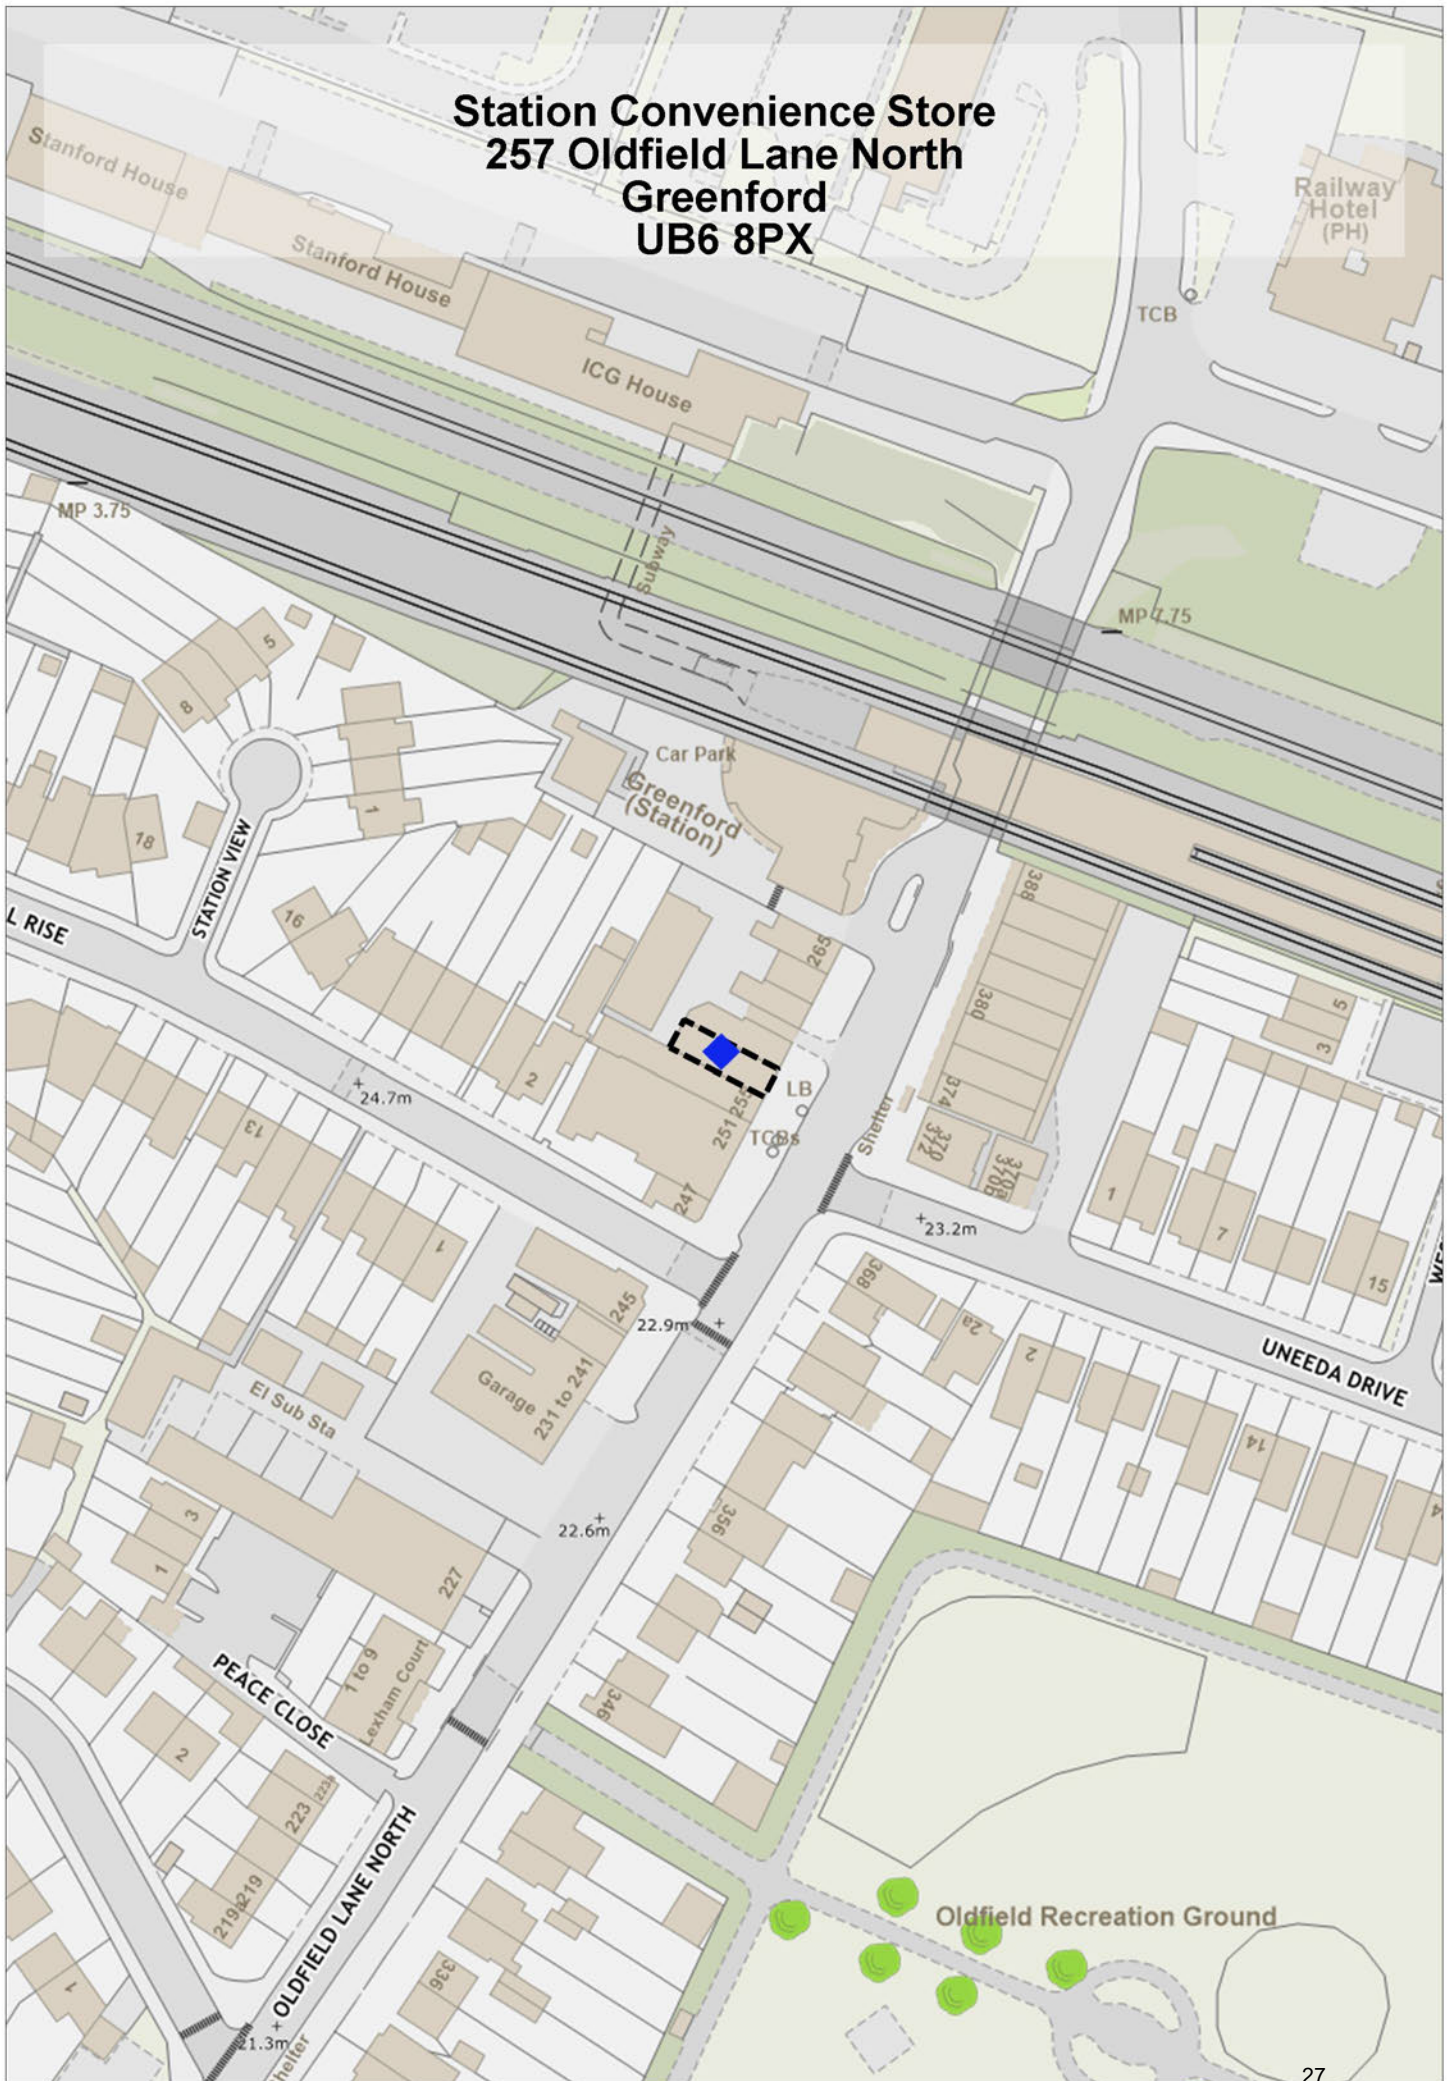 Station Convenience Store
257 Oldfield Lane North
Greenford
UB6 8PX
Stanford House
Railway
Hotel
(PH)
Stanford House
TCB
ICG House
MP 3.75
Subway
MP 7.75
5
8
Car Park
Greenford
(Station)
1
18
STATION VIEW
388
L RISE
16
265
380
5
3
2
24.7m
LB
374
255
251
TCBs
Shelter
13
372
370
370a
370b
1
247
23.2m
7
1
368
15
245
22.9m
2a
2
UNEEDA DRIVE
Garage
231 to 241
El Sub Sta
14
3
356
22.6m
1
227
1 to 9
Lexham Court
PEACE CLOSE
346
2
223a
223
OLDFIELD LANE NORTH
219
219a
Oldfield Recreation Ground
336
1
21.3m
helter
27